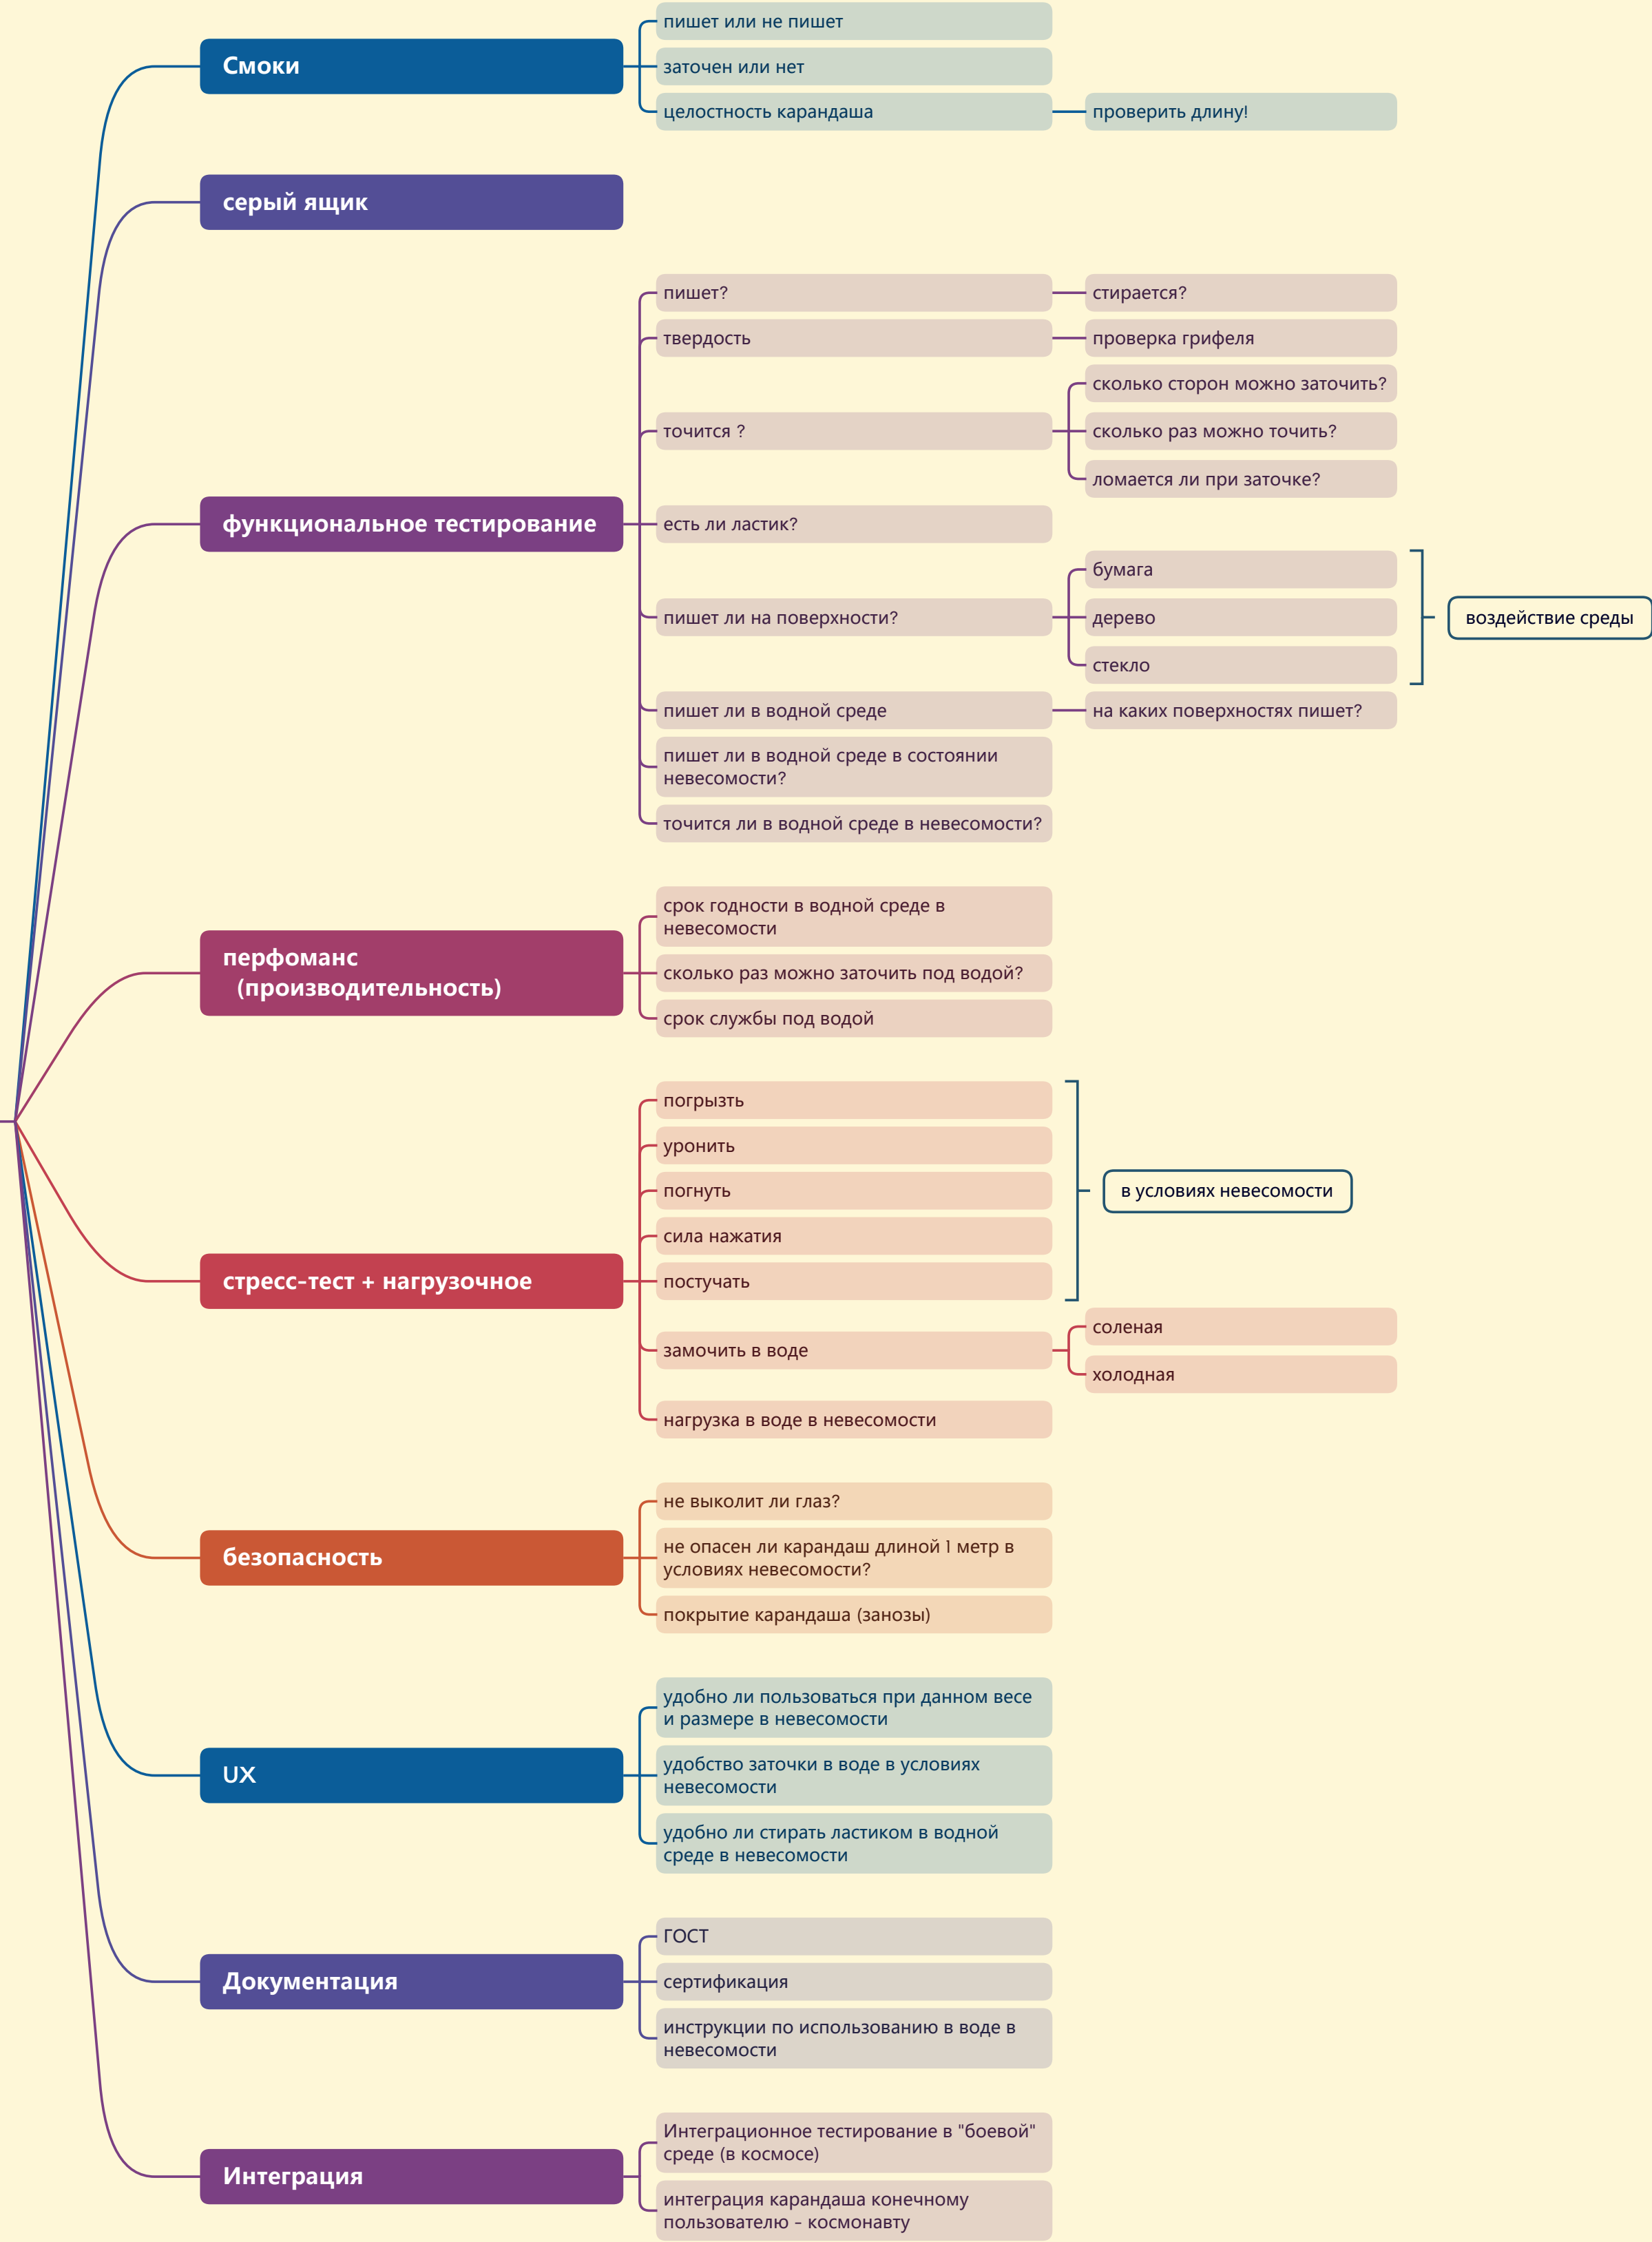 Смоки
пишет или не пишет
заточен или нет
целостность карандаша
проверить длину!
серый ящик
функциональное тестирование
пишет?
стирается?
твердость
проверка грифеля
точится ?
сколько сторон можно заточить?
сколько раз можно точить?
ломается ли при заточке?
есть ли ластик?
пишет ли на поверхности?
бумага
дерево
стекло
воздействие среды
пишет ли в водной среде
на каких поверхностях пишет?
пишет ли в водной среде в состоянии
невесомости?
точится ли в водной среде в невесомости?
перфоманс
(производительность)
срок годности в водной среде в
невесомости
сколько раз можно заточить под водой?
срок службы под водой
стресс-тест + нагрузочное
погрызть
уронить
погнуть
сила нажатия
постучать
в условиях невесомости
замочить в воде
соленая
холодная
нагрузка в воде в невесомости
безопасность
не выколит ли глаз?
не опасен ли карандаш длиной 1 метр в
условиях невесомости?
покрытие карандаша (занозы)
UX
удобно ли пользоваться при данном весе
и размере в невесомости
удобство заточки в воде в условиях
невесомости
удобно ли стирать ластиком в водной
среде в невесомости
Документация
ГОСТ
сертификация
инструкции по использованию в воде в
невесомости
Интеграция
Интеграционное тестирование в "боевой"
среде (в космосе)
интеграция карандаша конечному
пользователю - космонавту